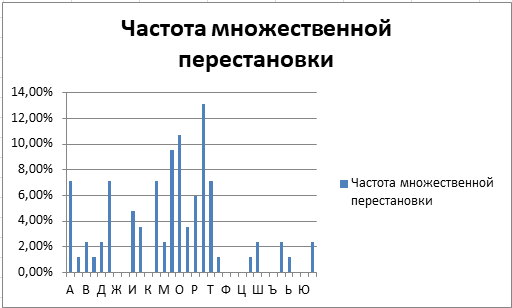 Частота множественной
перестановки
14,00%
12,00%
10,00%
8,00%
6,00%
4,00%
2,00%
0,00%
А В Д Ж И К М О Р Т Ф Ц Ш Ъ Ь Ю
Частота множественной
перестановки